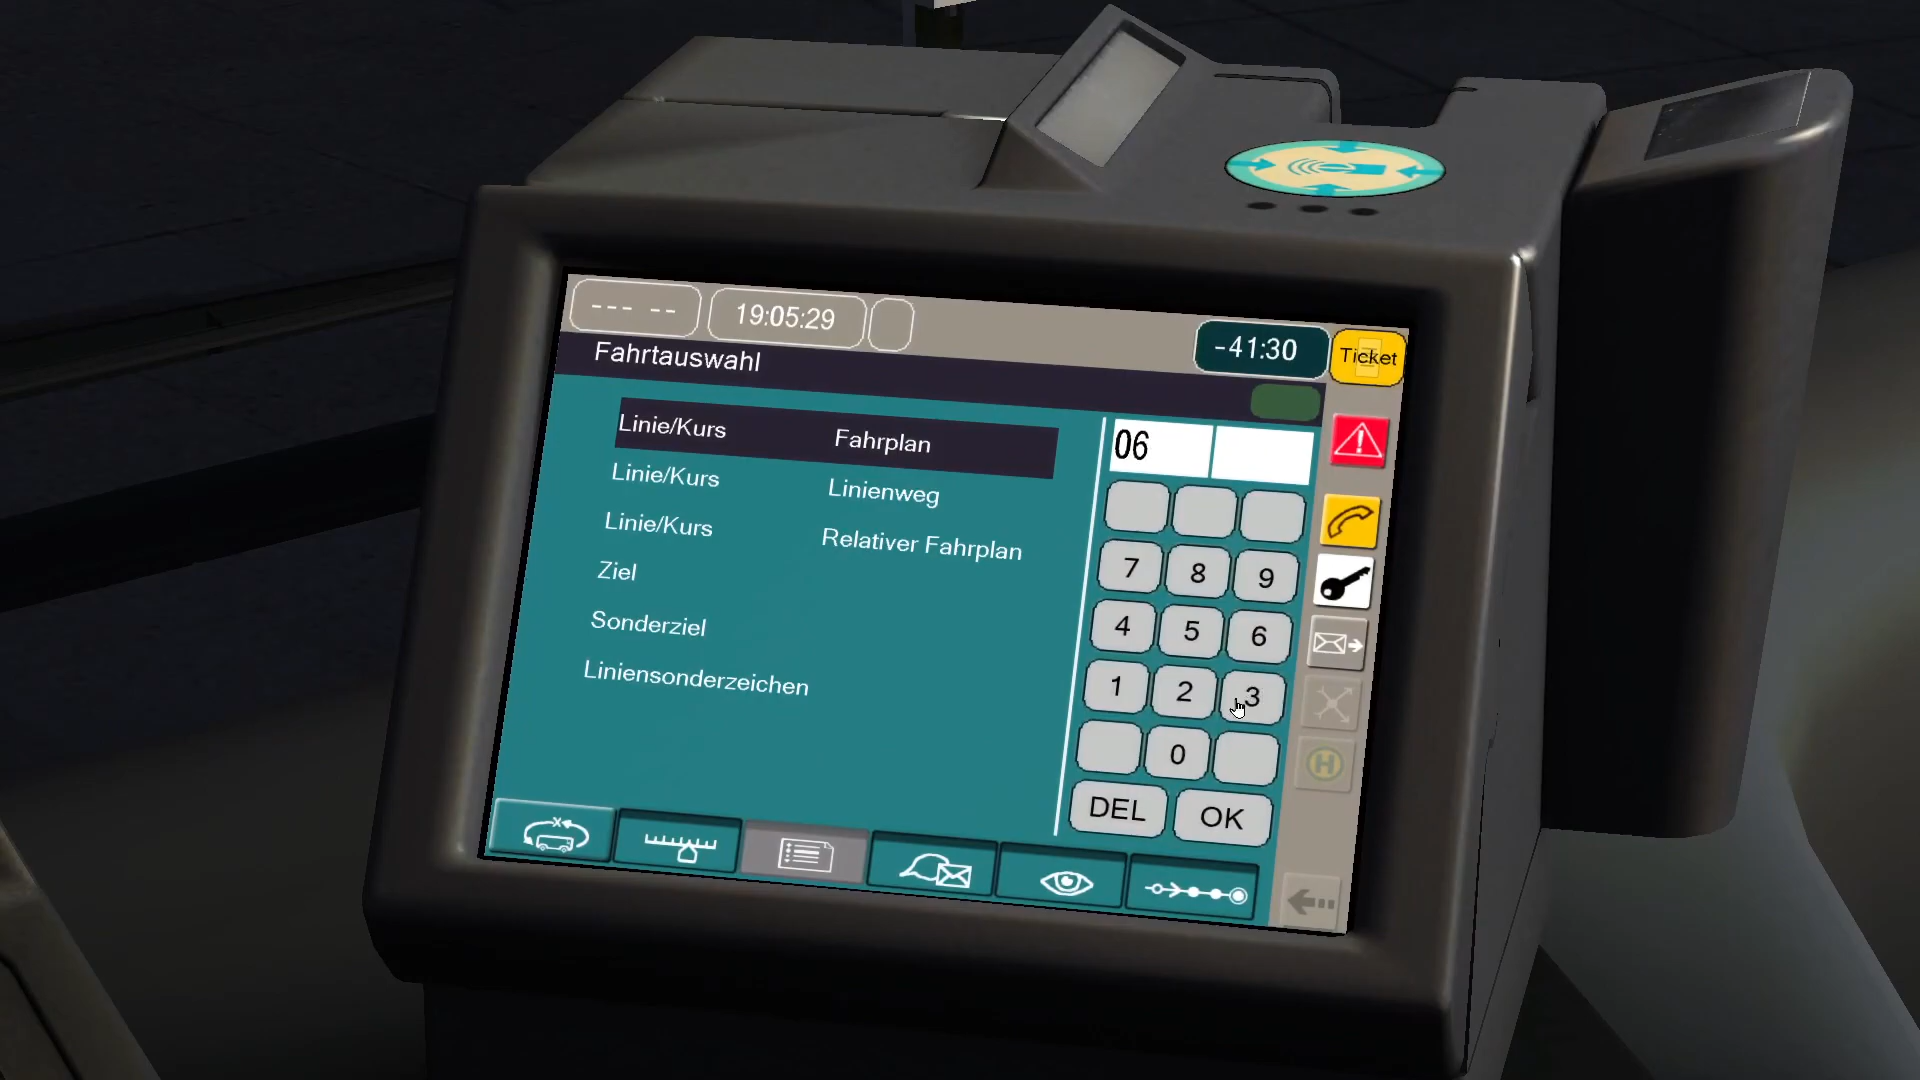 --- --
19:05:29
-41:30
Ticket
Fahrtauswahl
Linie/Kurs Fahrplan
Linie/Kurs Linienweg
Linie/Kurs Relativer Fahrplan
Ziel
Sonderziel
Liniensonderzeichen
06
7 8 9
4 5 6
1 2 3
0
DEL OK
H